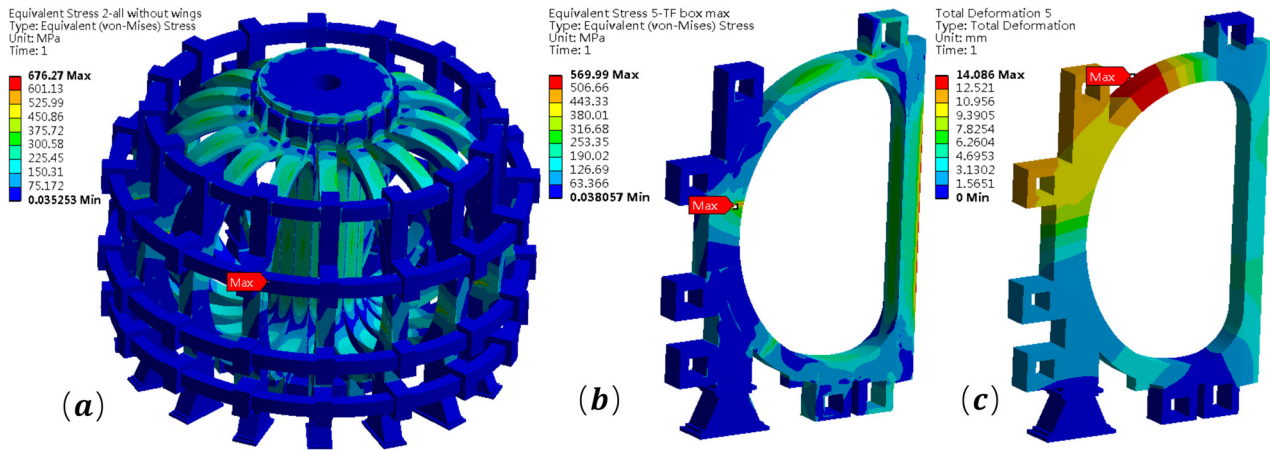 Equivalent Stress 2-all without wings
Type: Equivalent (von-Mises) Stress
Unit: MPa
Time: 1
676.27 Max
601.13
525.99
450.86
375.72
300.58
225.45
150.31
75.172
0.035253 Min
Max
(a)
Equivalent Stress 5-TF box max
Type: Equivalent (von-Mises) Stress
Unit: MPa
Time: 1
569.99 Max
506.66
443.33
380.01
316.68
253.35
190.02
126.69
63.366
0.038057 Min
Max
(b)
Total Deformation 5
Type: Total Deformation
Unit: mm
Time: 1
14.086 Max
12.521
10.956
9.3905
7.8254
6.2604
4.6953
3.1302
1.5651
0 Min
Max
(c)